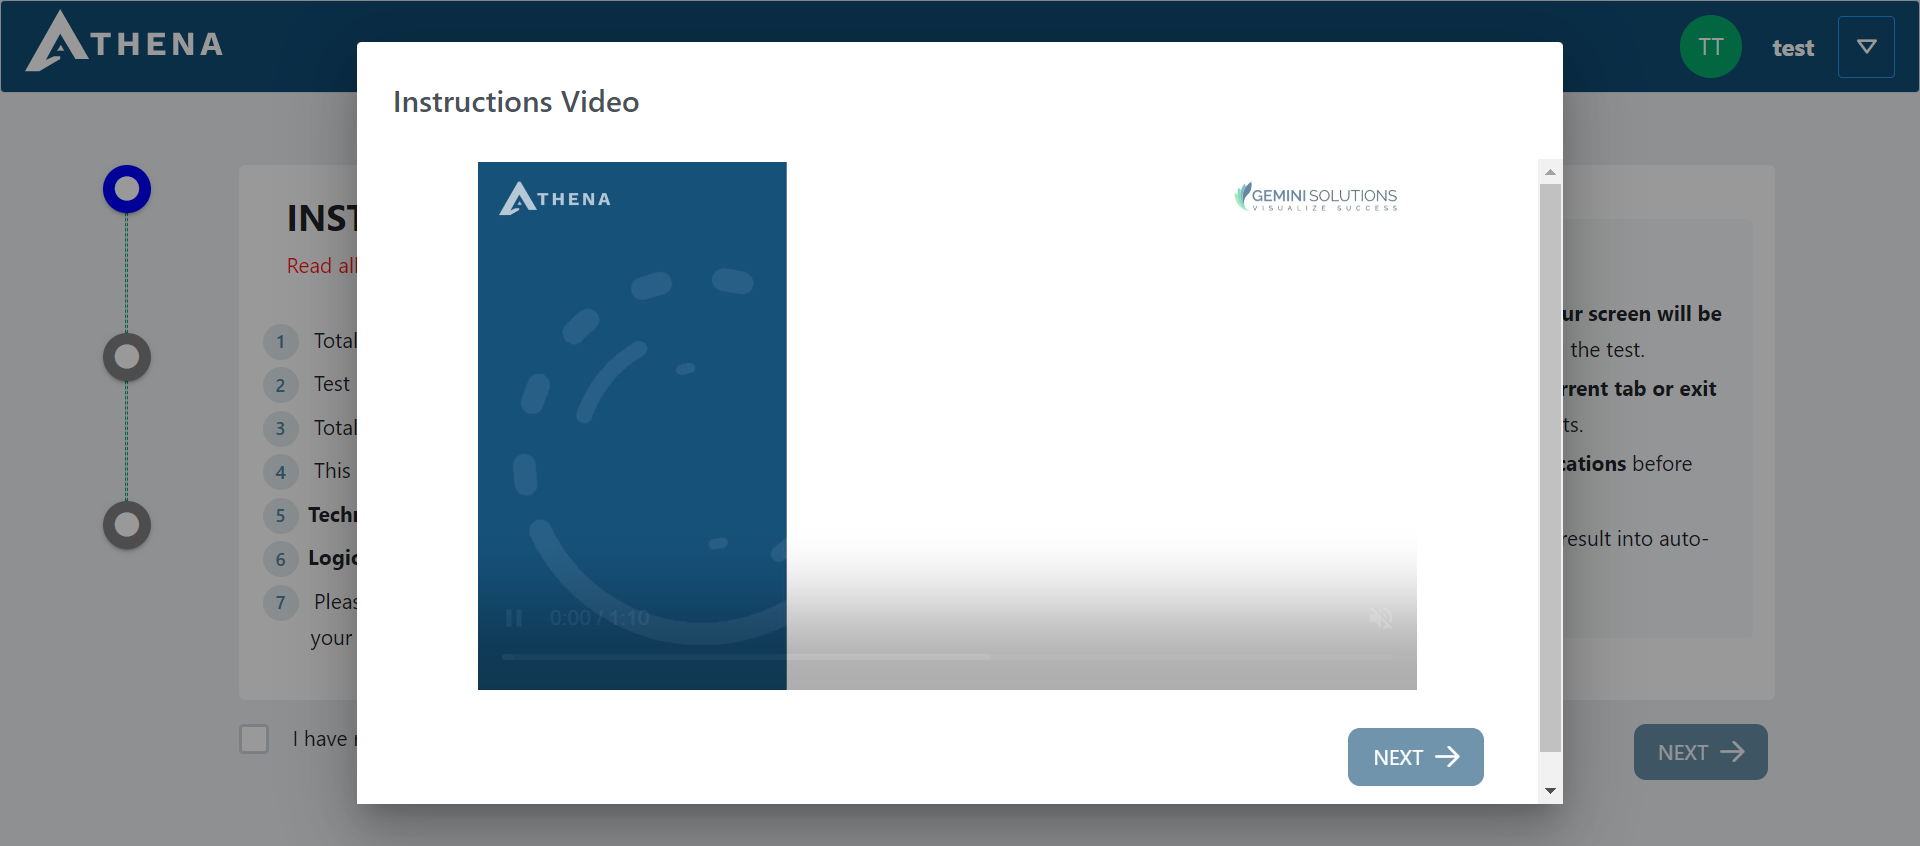 ATHENA
TT
test
Instructions Video
ATHENA
GEMINI SOLUTIONS
VISUALIZE SUCCESS
INST
Read all
1 Total
2 Test
3 Total
4 This
5 Techn
6 Logic
7 Pleas
your
ur screen will be
the test.
rrent tab or exit
ts.
cations before
result into auto-
0:00 / 1:10
I have r
NEXT
NEXT